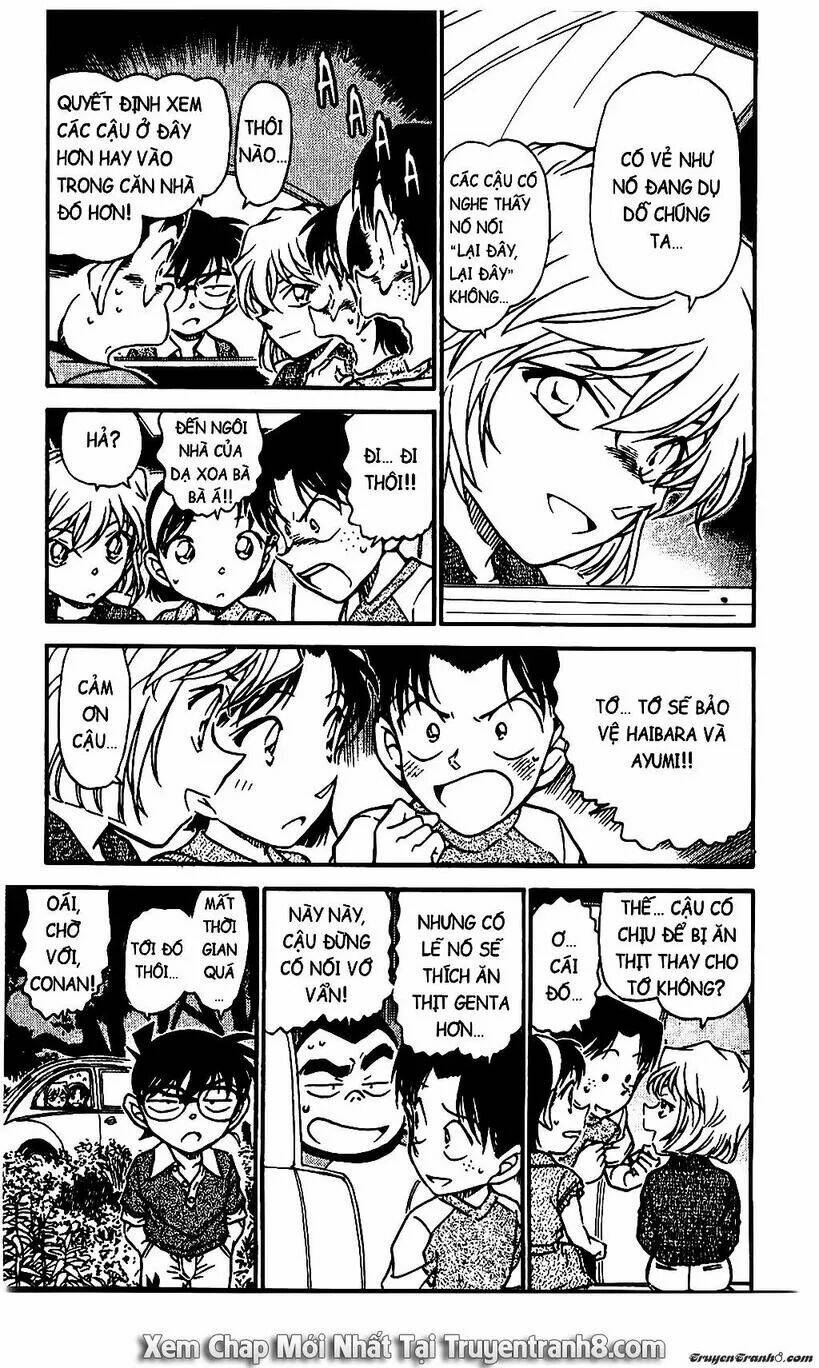 CÓ VẺ NHƯ
NÓ ĐANG DỤ
DỖ CHÚNG
TA...
CÁC CẬU CÓ
NGHE THẤY
NÓ NÓI
"LẠI ĐÂY,
LẠI ĐÂY"
KHÔNG...
A
A
A
A
THÔI
NÀO...
QUYẾT ĐỊNH XEM
CÁC CẬU Ở ĐÂY
HƠN HAY VÀO
TRONG CĂN NHÀ
ĐÓ HƠN!
ĐI... ĐI
THÔI!!
ĐẾN NGÔI
NHÀ CỦA
DẠ XOA BÀ
BÀ Á!!
HẢ?
TỚ... TỚ SẼ BẢO
VỆ HAIBARA VÀ
AYUMI!!
CẢM
ƠN
CẬU...
THẾ... CẬU CÓ
CHỊU ĐỂ BỊ ĂN
THỊT THAY CHO
TỚ KHÔNG?
Ơ...
CÁI
ĐÓ...
NHƯNG CÓ
LẼ NÓ SẼ
THÍCH ĂN
THỊT GENTA
HƠN...
NÀY NÀY,
CẬU ĐỪNG
CÓ NÓI VỚ
VẨN!
MẤT
THỜI
GIAN
QUÁ...
TỚI ĐÓ
THÔI...
OÁI,
CHỜ
VỚI,
CONAN!
Xem Chap Mới Nhất Tại Truyentranh8.com
TruyenTranh8.com